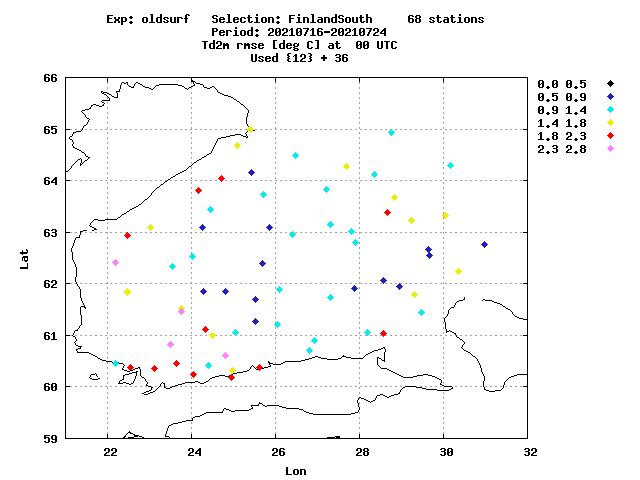 Exp: oldsurf   Selection: FinlandSouth     68 stations
Period: 20210716-20210724
Td2m rmse [deg C] at  00 UTC
Used {12} + 36
0.0 0.5
0.5 0.9
0.9 1.4
1.4 1.8
1.8 2.3
2.3 2.8
66
65
64
63
62
61
60
59
Lat
22 24 26 28 30 32
Lon